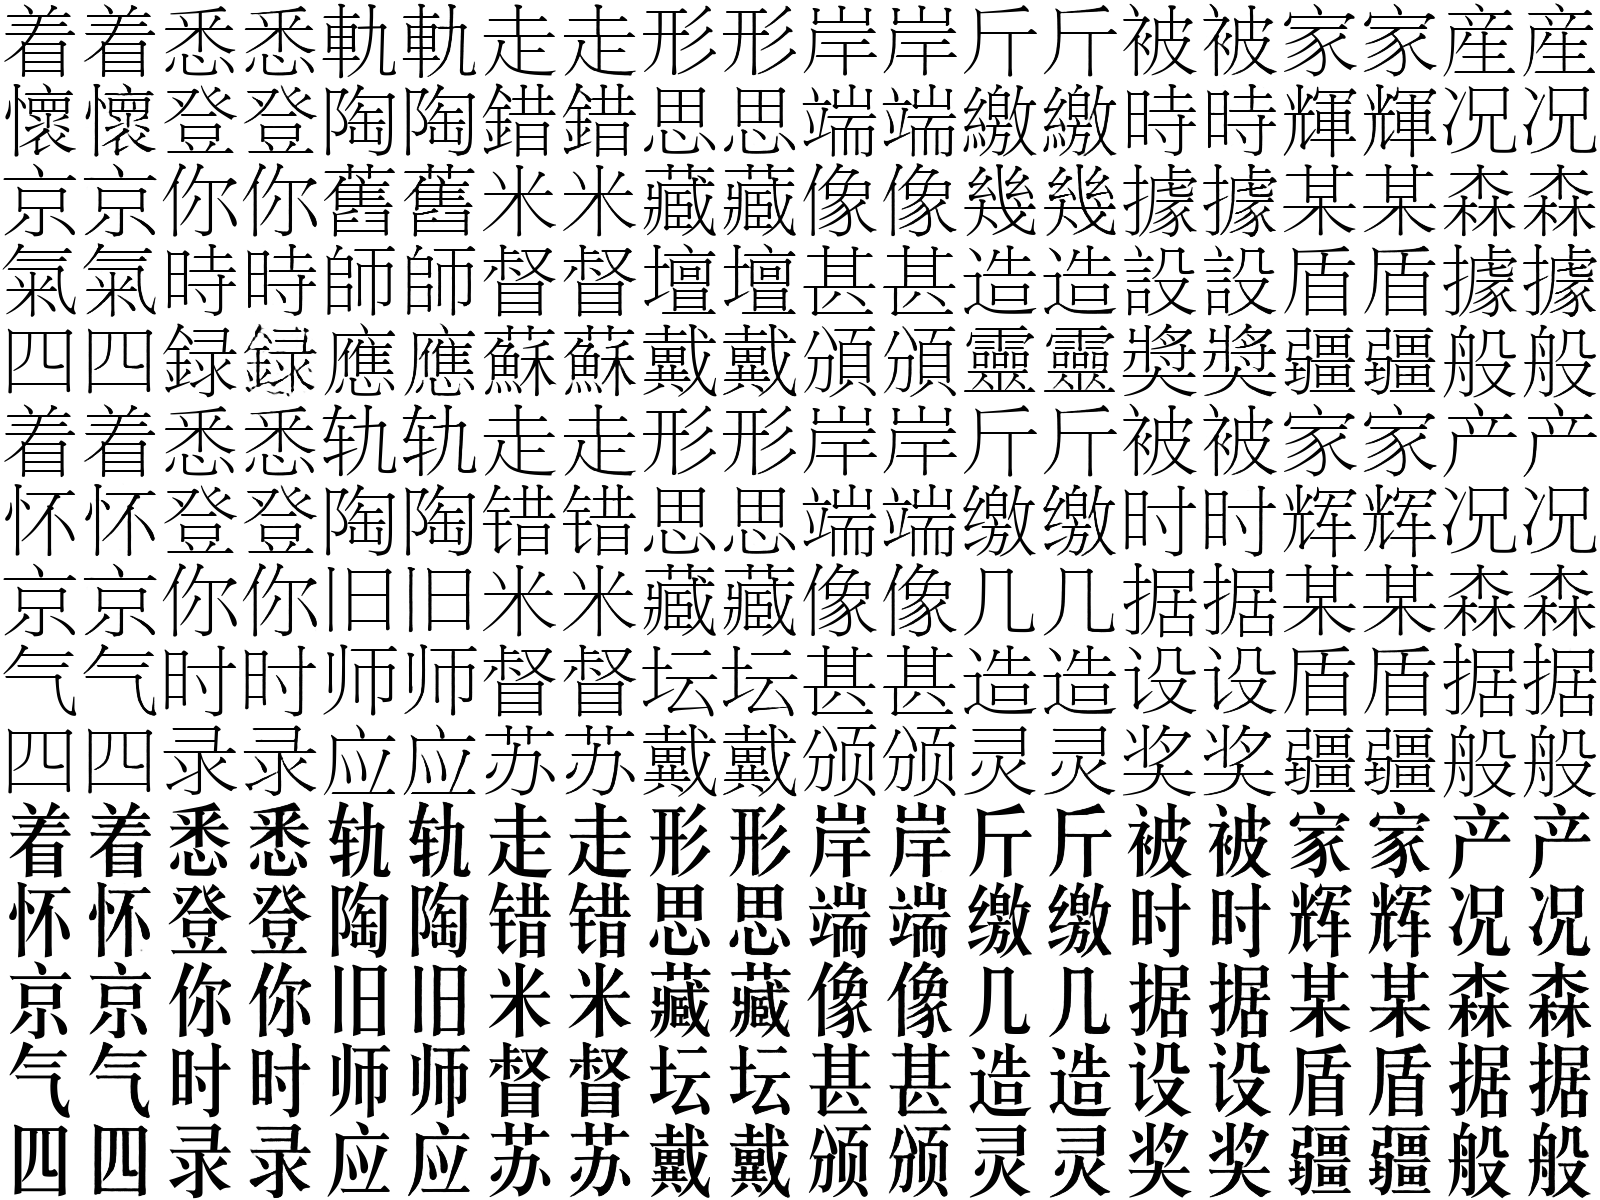 着着悉悉軌軌走走形形岸岸斤斤被被家家産産
懷懷登登陶陶錯錯思思端端繳繳時時輝輝况况
京京你你舊舊米米藏藏像像幾幾據據某某森森
氣氣時時師師督督壇壇甚甚造造設設盾盾據據
四四録録應應蘇蘇戴戴頒頒靈靈奬奬疆疆般般
着着悉悉轨轨走走形形岸岸斤斤被被家家产产
怀怀登登陶陶错错思思端端缴缴时时辉辉况况
京京你你旧旧米米藏藏像像几几据据某某森森
气气时时师师督督坛坛甚甚造造设设盾盾据据
四四录录应应苏苏戴戴颁颁灵灵奖奖疆疆般般
着着悉悉轨轨走走形形岸岸斤斤被被家家产产
怀怀登登陶陶错错思思端端缴缴时时辉辉况况
京京你你旧旧米米藏藏像像几几据据某某森森
气气时时师师督督坛坛甚甚造造设设盾盾据据
四四录录应应苏苏戴戴颁颁灵灵奖奖疆疆般般